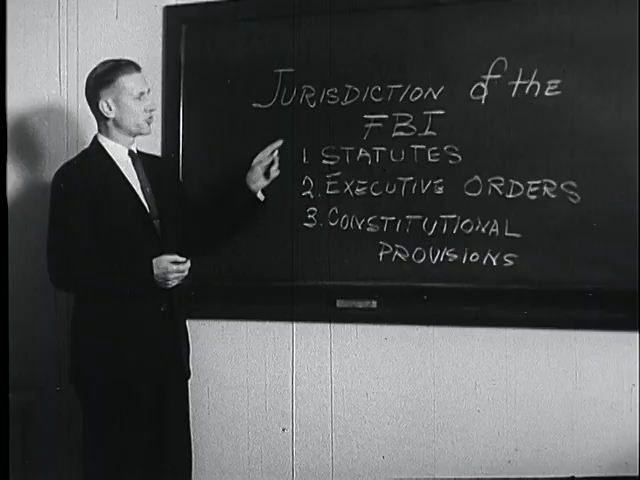 JURISDICTION of the
FBI
1 STATUTES
2. EXECUTIVE ORDERS
3. CONSTITUTIONAL
PROVISIONS